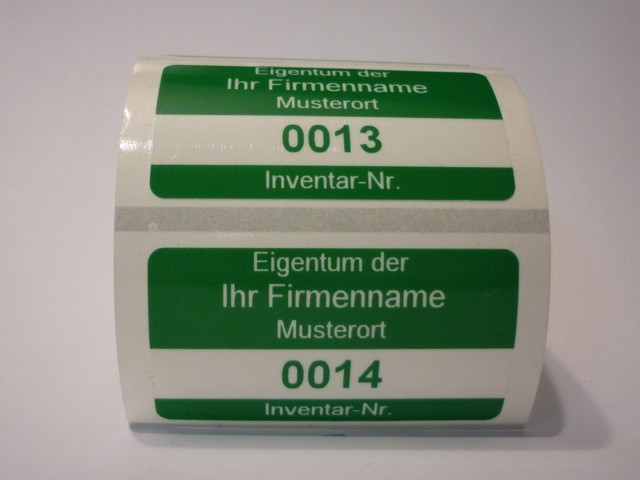 Eigentum der
Ihr Firmenname
Musterort
0013
Inventar-Nr.
Eigentum der
Ihr Firmenname
Musterort
0014
Inventar-Nr.